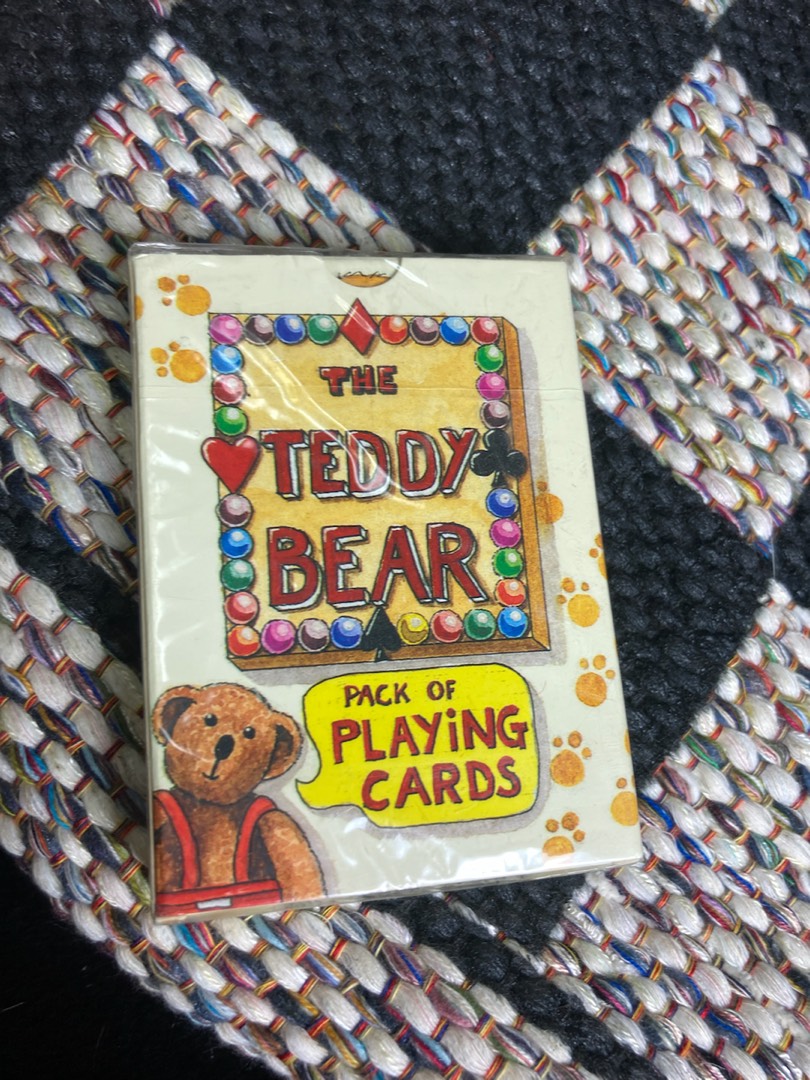 THE
TEDDY
BEAR
PACK OF
PLAYiNG
CARDS